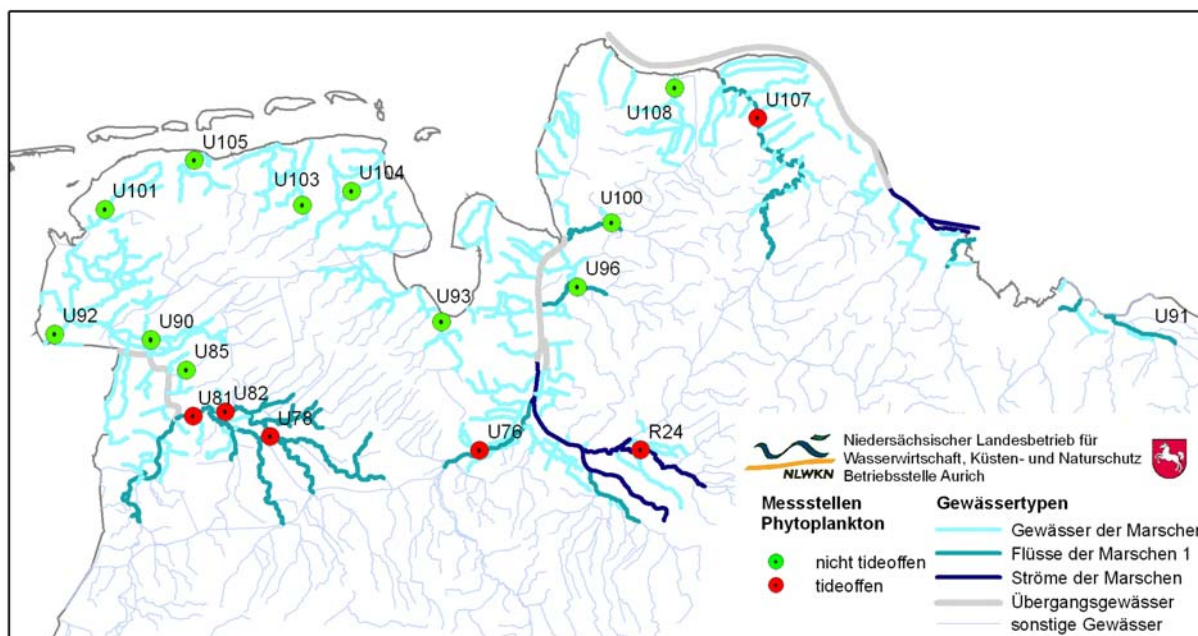 U107
U108
U105
U103
U104
U101
U100
U96
U93
U92
U90
U91
U85
U81
U82
U78
U76
R24
NLWKN
Niedersächsischer Landesbetrieb für
Wasserwirtschaft, Küsten- und Naturschutz
Betriebsstelle Aurich
Messstellen
Phytoplankton
nicht tideoffen
tideoffen
Gewässertypen
Gewässer der Marschen
Flüsse der Marschen 1
Ströme der Marschen
Übergangsgewässer
sonstige Gewässer